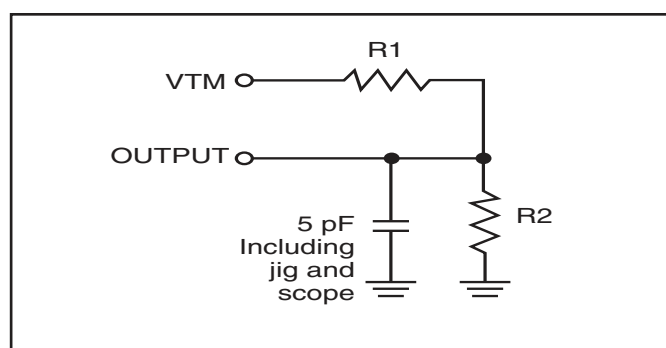 R1
VTM
OUTPUT
5 pF
Including
jig and
scope
R2